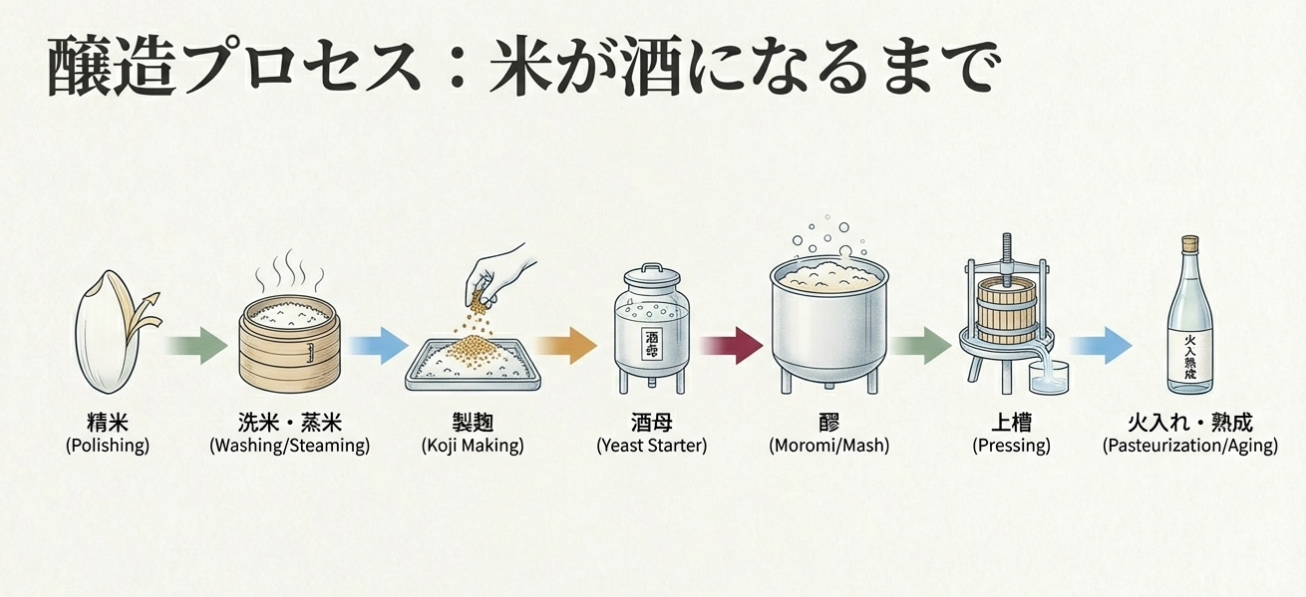 醸造プロセス：米が酒になるまで
精米
(Polishing)
洗米・蒸米
(Washing/Steaming)
製麹
(Koji Making)
酒母
(Yeast Starter)
醪
(Moromi/Mash)
上槽
(Pressing)
火入れ・熟成
(Pasteurization/Aging)
火入熟成